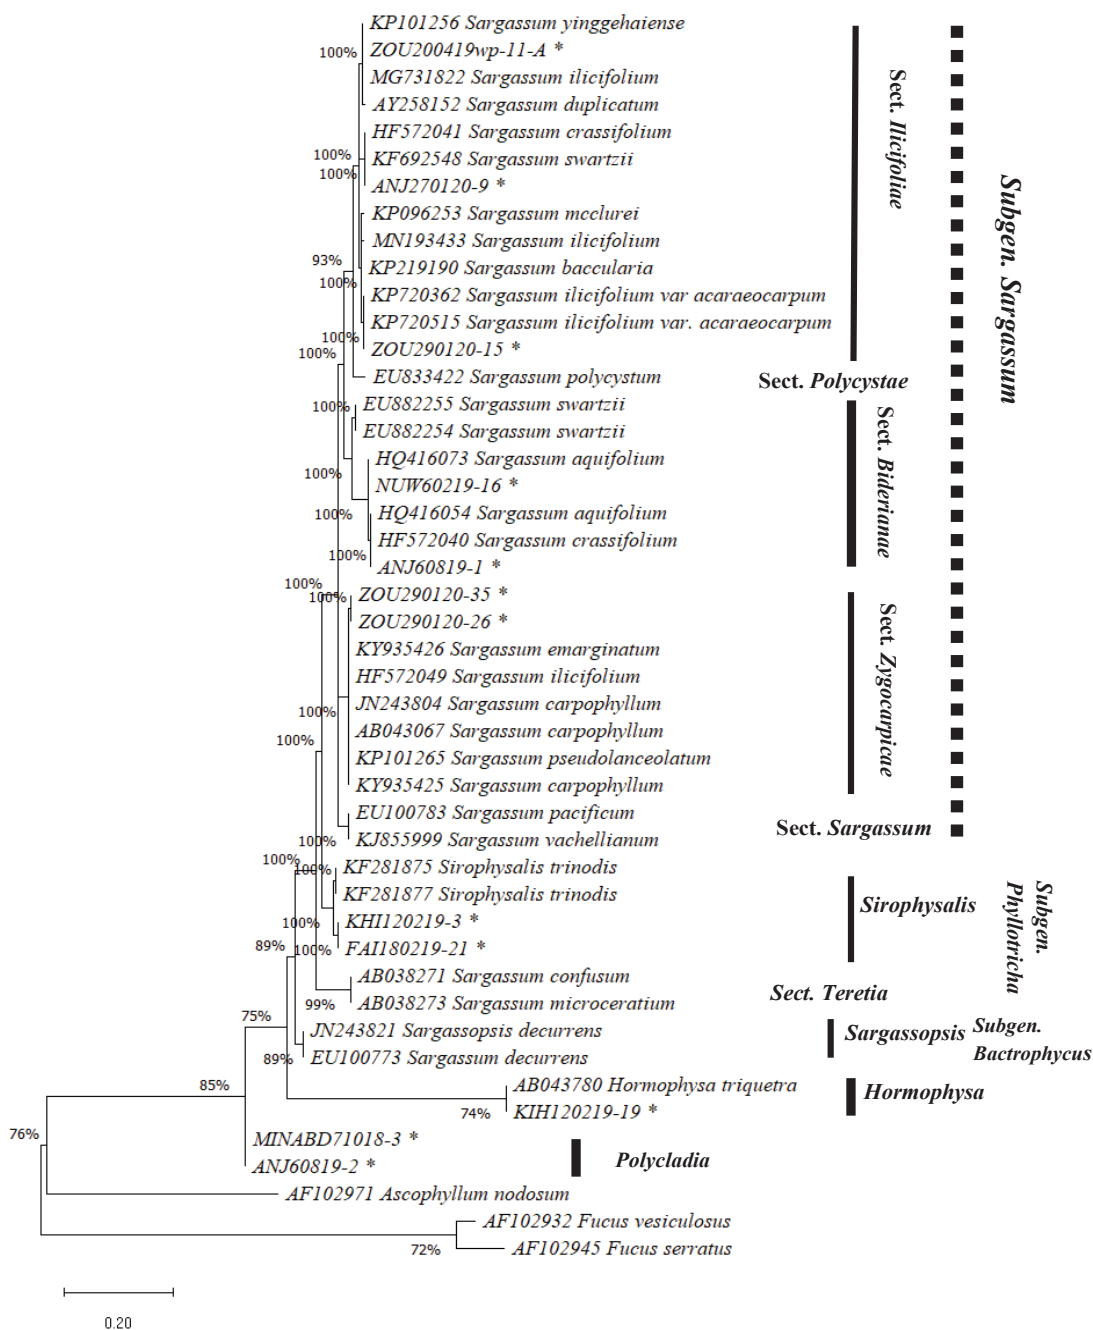 KP101256 Sargassum yinggehaiense
100%
ZOU200419wp-11-A *
MG731822 Sargassum ilicifolium
AY258152 Sargassum duplicatum
HF572041 Sargassum crassifolium
100%
KF692548 Sargassum swartzii
100%
ANJ270120-9 *
KP096253 Sargassum mcclurei
MN193433 Sargassum ilicifolium
93%
KP219190 Sargassum baccularia
100%
KP720362 Sargassum ilicifolium var acaraeocarpum
KP720515 Sargassum ilicifolium var. acaraeocarpum
100%
ZOU290120-15 *
100%
EU833422 Sargassum polycystum
100%
EU882255 Sargassum swartzii
EU882254 Sargassum swartzii
HQ416073 Sargassum aquifolium
100%
NUW60219-16 *
100%
HQ416054 Sargassum aquifolium
HF572040 Sargassum crassifolium
100%
ANJ60819-1 *
100%
100%
ZOU290120-35 *
ZOU290120-26 *
KY935426 Sargassum emarginatum
HF572049 Sargassum ilicifolium
100%
JN243804 Sargassum carpophyllum
100%
AB043067 Sargassum carpophyllum
KP101265 Sargassum pseudolanceolatum
KY935425 Sargassum carpophyllum
EU100783 Sargassum pacificum
100%
KJ855999 Sargassum vachellianum
100%
100%
KF281875 Sirophysalis trinodis
KF281877 Sirophysalis trinodis
100%
KHI120219-3 *
89%
100%
FAI180219-21 *
AB038271 Sargassum confusum
99%
AB038273 Sargassum microceratium
75%
JN243821 Sargassopsis decurrens
89%
EU100773 Sargassum decurrens
85%
AB043780 Hormophysa triquetra
74%
KIH120219-19 *
76%
MINABD71018-3 *
ANJ60819-2 *
AF102971 Ascophyllum nodosum
AF102932 Fucus vesiculosus
72%
AF102945 Fucus serratus
0.20
Sect. Ilicifoliae
Sect. Polycystae
Sect. Biderianae
Sect. Zygocarpicae
Sect. Sargassum
Sirophysalis
Sect. Teretia
Sargassopsis
Hormophysa
Polycladia
Subgen. Sargassum
Subgen.
Phyllotricha
Subgen.
Bactrophycus